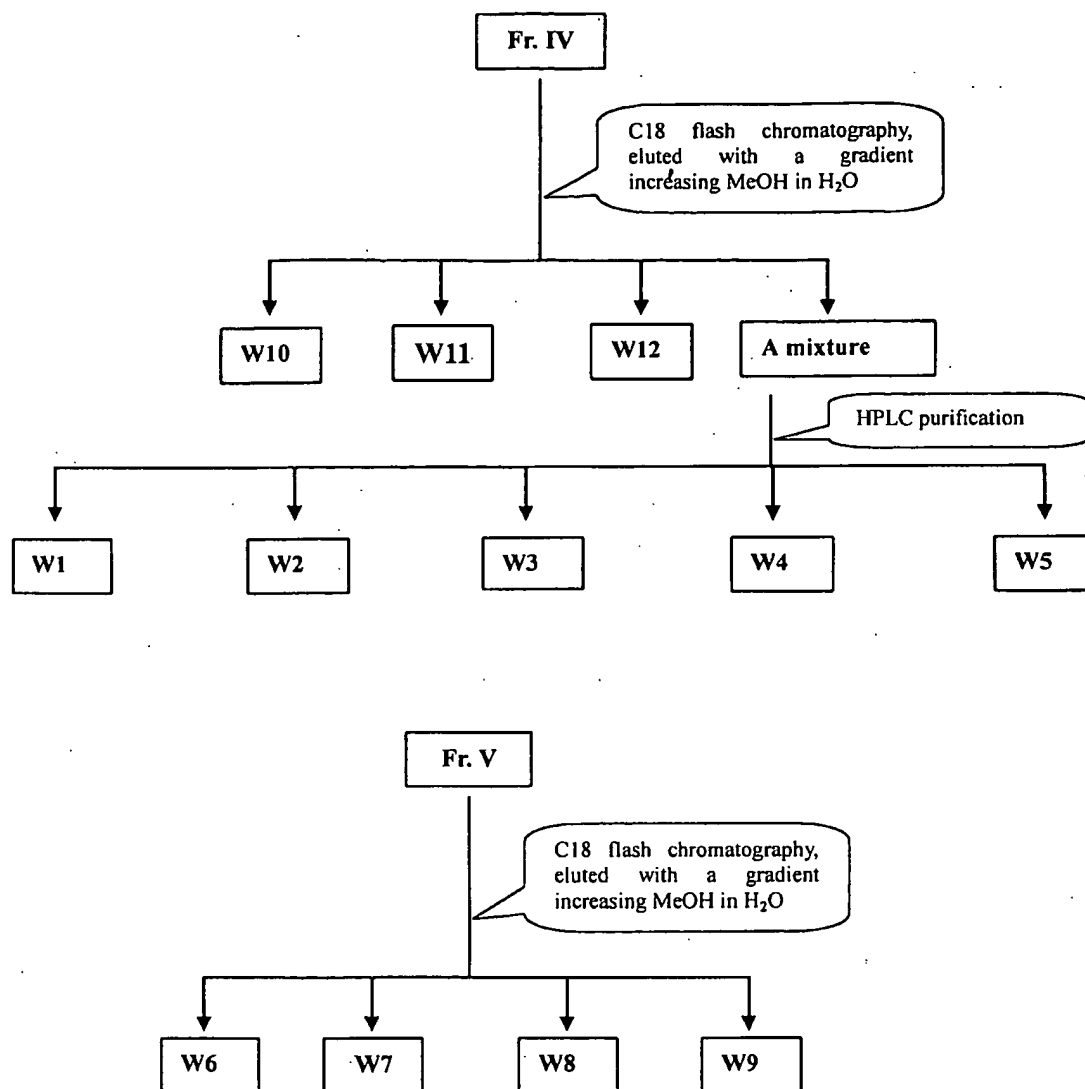 Fr. IV
C18 flash chromatography,
eluted with a gradient
increasing MeOH in H₂O
W10
W11
W12
A mixture
HPLC purification
W1
W2
W3
W4
W5
Fr. V
C18 flash chromatography,
eluted with a gradient
increasing MeOH in H₂O
W6
W7
W8
W9